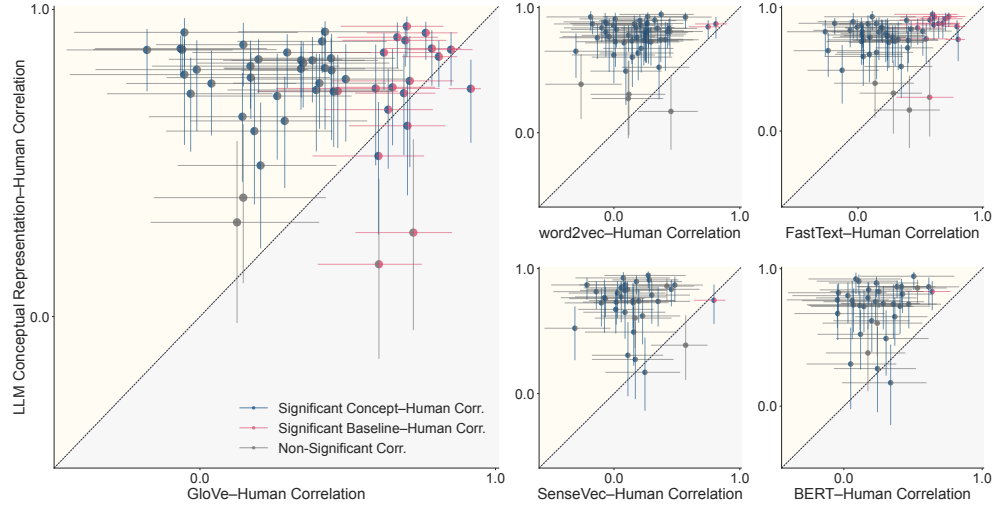 LLM Conceptual Representation–Human Correlation
1.0
0.0
Significant Concept–Human Corr.
Significant Baseline–Human Corr.
Non-Significant Corr.
0.0
1.0
GloVe–Human Correlation
1.0
0.0
0.0
1.0
word2vec–Human Correlation
1.0
0.0
0.0
1.0
FastText–Human Correlation
1.0
0.0
0.0
1.0
SenseVec–Human Correlation
1.0
0.0
0.0
1.0
BERT–Human Correlation